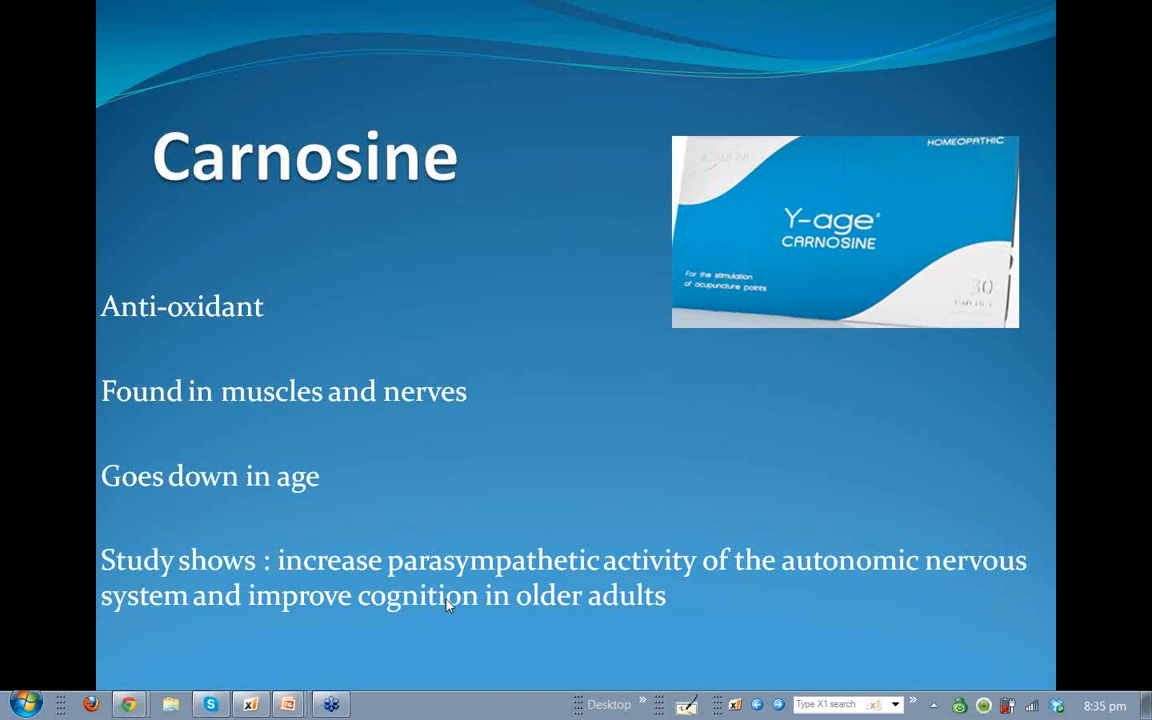 Carnosine
HOMEOPATHIC
Y-age®
CARNOSINE
For the stimulation
of acupuncture points
30
Anti-oxidant
Found in muscles and nerves
Goes down in age
Study shows : increase parasympathetic activity of the autonomic nervous
system and improve cognition in older adults
Desktop
Type X1 search
8:35 pm